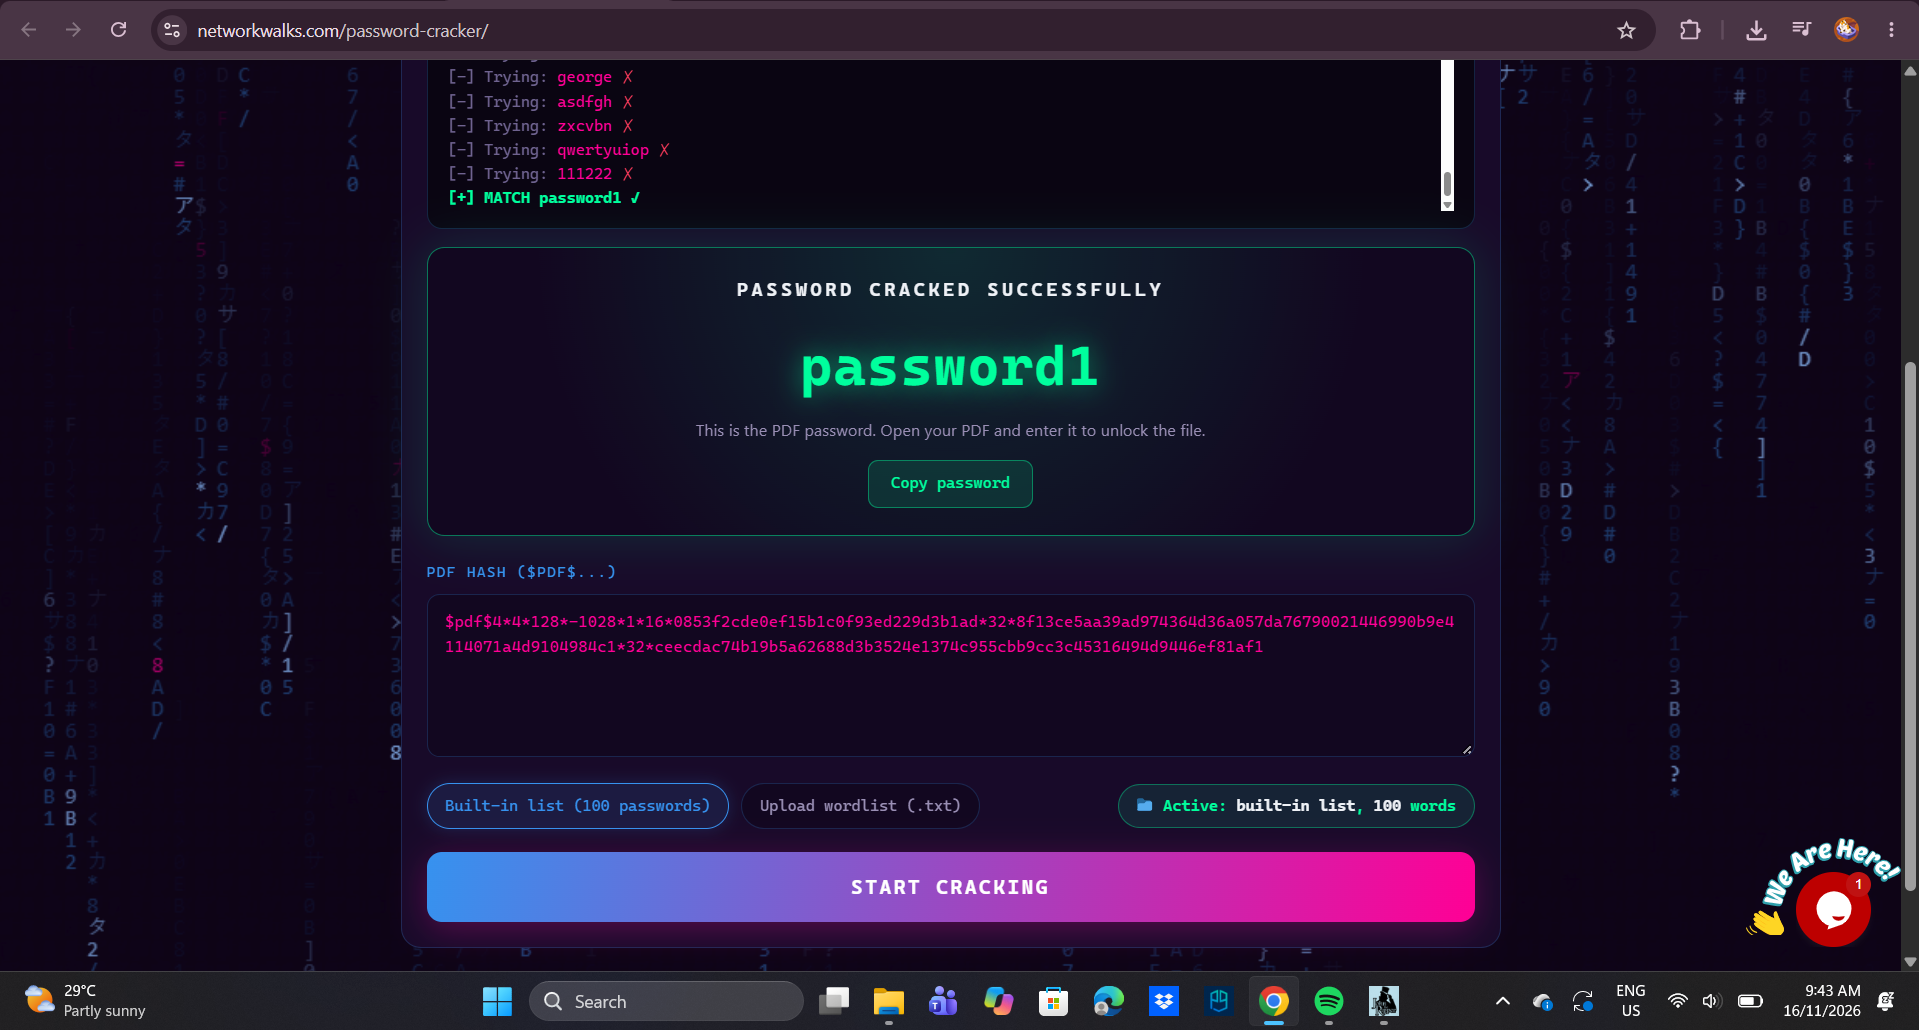 networkwalks.com/password-cracker/
[-] Trying: george ✗
[-] Trying: asdfgh ✗
[-] Trying: zxcvbn ✗
[-] Trying: qwertyuiop ✗
[-] Trying: 111222 ✗
[+] MATCH password1 ✓
PASSWORD CRACKED SUCCESSFULLY
password1
This is the PDF password. Open your PDF and enter it to unlock the file.
Copy password
PDF HASH ($PDF$...)
$pdf$4*4*128*-1028*1*16*0853f2cde0ef15b1c0f93ed229d3b1ad*32*8f13ce5aa39ad974364d36a057da76790021446990b9e4
114071a4d9104984c1*32*ceecdac74b19b5a62688d3b3524e1374c955cbb9cc3c45316494d9446ef81af1
Built-in list (100 passwords)
Upload wordlist (.txt)
Active: built-in list, 100 words
START CRACKING
We Are Here!
1
29°C
Partly sunny
Search
ENG
US
9:43 AM
16/11/2026